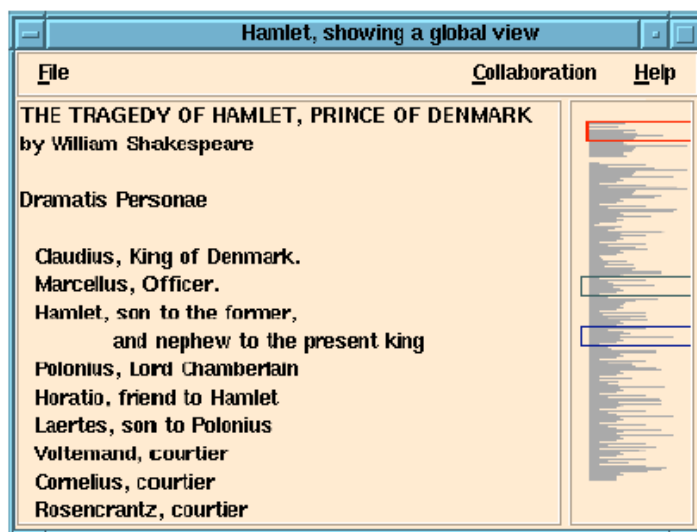 Hamlet, showing a global view
File Collaboration Help
THE TRAGEDY OF HAMLET, PRINCE OF DENMARK
by William Shakespeare
Dramatis Personae
Claudius, King of Denmark.
Marcellus, Officer.
Hamlet, son to the former,
and nephew to the present king
Polonius, Lord Chamberlain
Horatio, friend to Hamlet
Laertes, son to Polonius
Voltemand, courtier
Cornelius, courtier
Rosencrantz, courtier